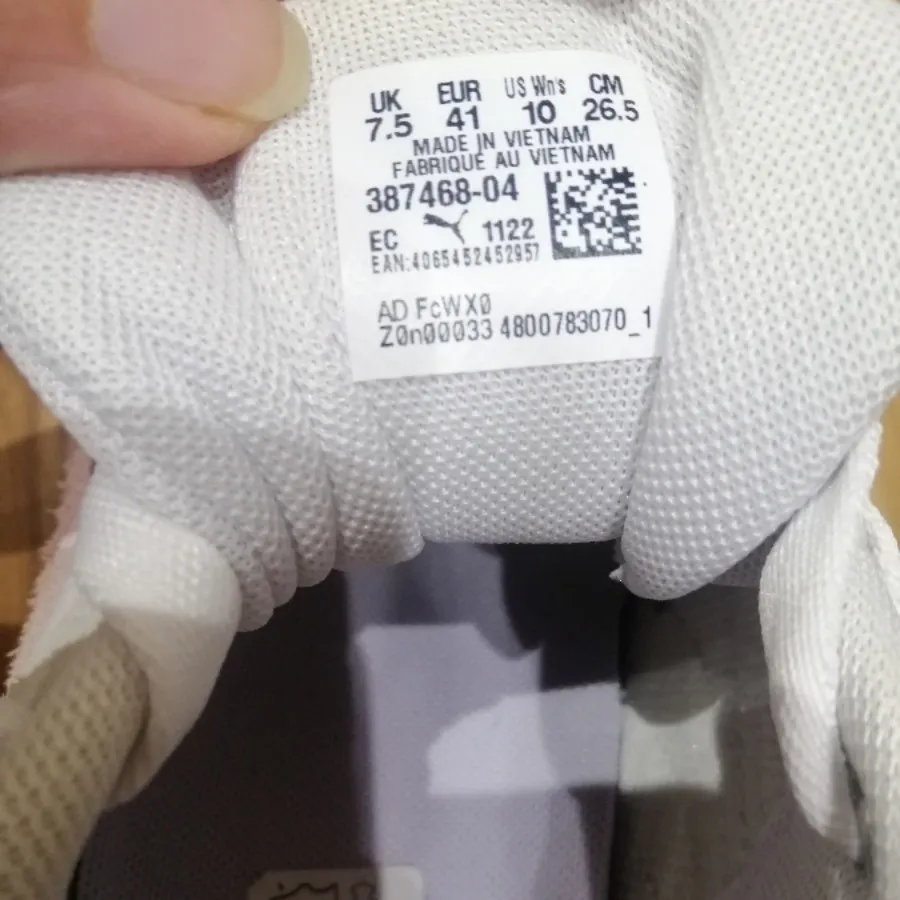 UK EUR US Wn's CM
7.5 41 10 26.5
MADE IN VIETNAM
FABRIQUÉ AU VIETNAM
387468-04
EC 1122
EAN:4065452452957
AD FcWX0
Z0n00033 4800783070_1